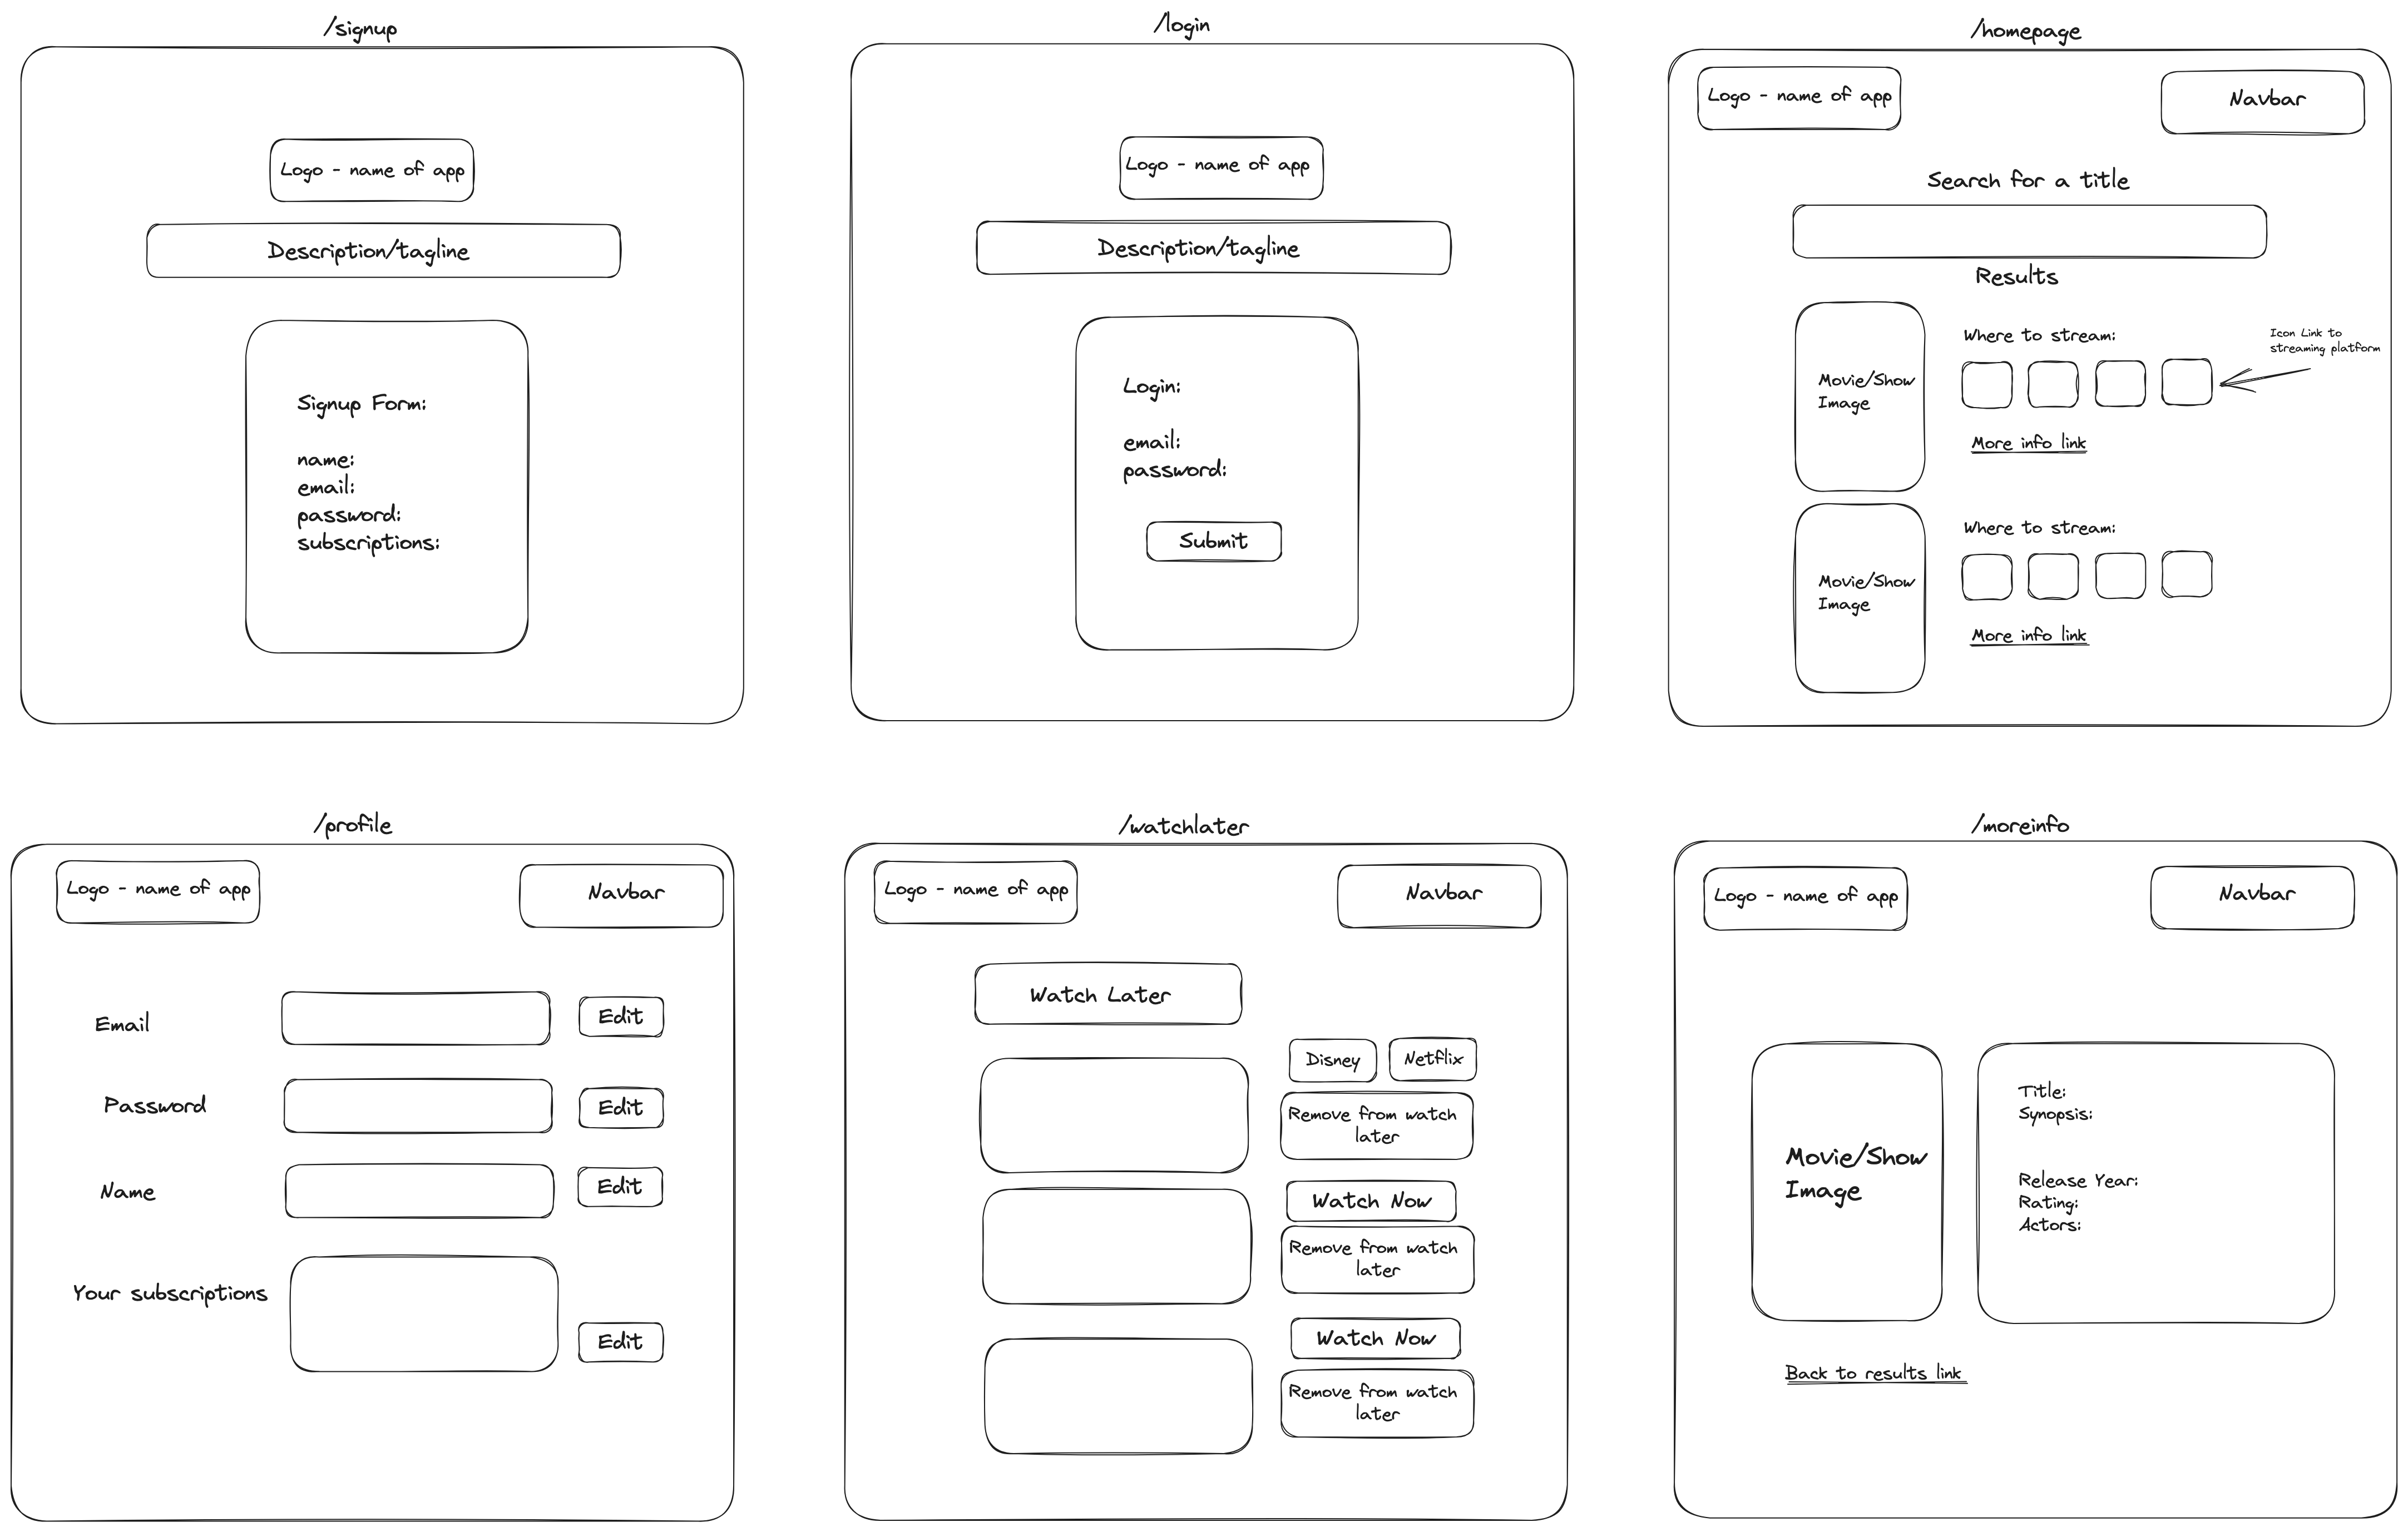 /signup
Logo - name of app
Description/tagline
Signup Form:
name:
email:
password:
subscriptions:
/login
Logo - name of app
Description/tagline
Login:
email:
password:
Submit
/homepage
Logo - name of app
Navbar
Search for a title
Results
Movie/Show
Image
Where to stream:
Icon Link to
streaming platform
More info link
Movie/Show
Image
Where to stream:
More info link
/profile
Logo - name of app
Navbar
Email
Edit
Password
Edit
Name
Edit
Your subscriptions
Edit
/watchlater
Logo - name of app
Navbar
Watch Later
Disney
Netflix
Remove from watch
later
Watch Now
Remove from watch
later
Watch Now
Remove from watch
later
/moreinfo
Logo - name of app
Navbar
Movie/Show
Image
Title:
Synopsis:
Release Year:
Rating:
Actors:
Back to results link